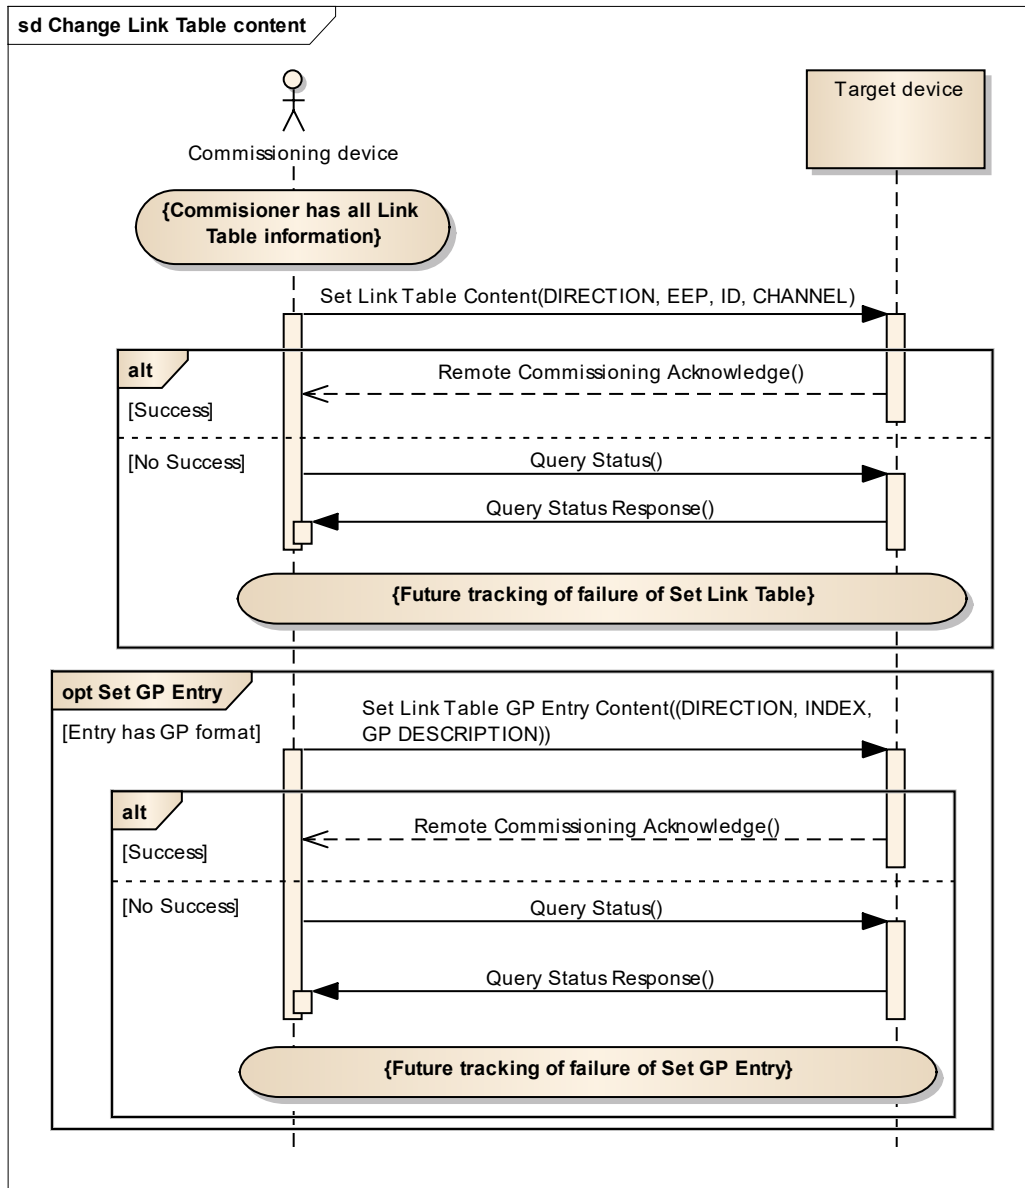 sd Change Link Table content
Target device
Commissioning device
{Commisioner has all Link
Table information}
Set Link Table Content(DIRECTION, EEP, ID, CHANNEL)
alt
Remote Commissioning Acknowledge()
[Success]
[No Success]
Query Status()
Query Status Response()
{Future tracking of failure of Set Link Table}
opt Set GP Entry
[Entry has GP format]
Set Link Table GP Entry Content((DIRECTION, INDEX,
GP DESCRIPTION))
alt
Remote Commissioning Acknowledge()
[Success]
[No Success]
Query Status()
Query Status Response()
{Future tracking of failure of Set GP Entry}